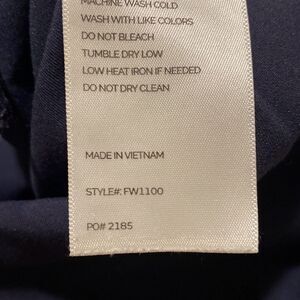 MACHINE WASH COLD
WASH WITH LIKE COLORS
DO NOT BLEACH
TUMBLE DRY LOW
LOW HEAT IRON IF NEEDED
DO NOT DRY CLEAN
MADE IN VIETNAM
STYLE#: FW1100
PO# 2185